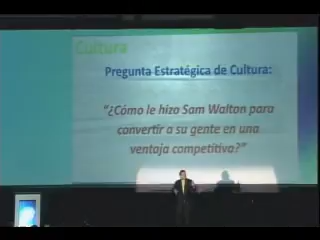 Cultura
Pregunta Estratégica de Cultura:
“¿Cómo le hizo Sam Walton para
convertir a su gente en una
ventaja competitiva?”